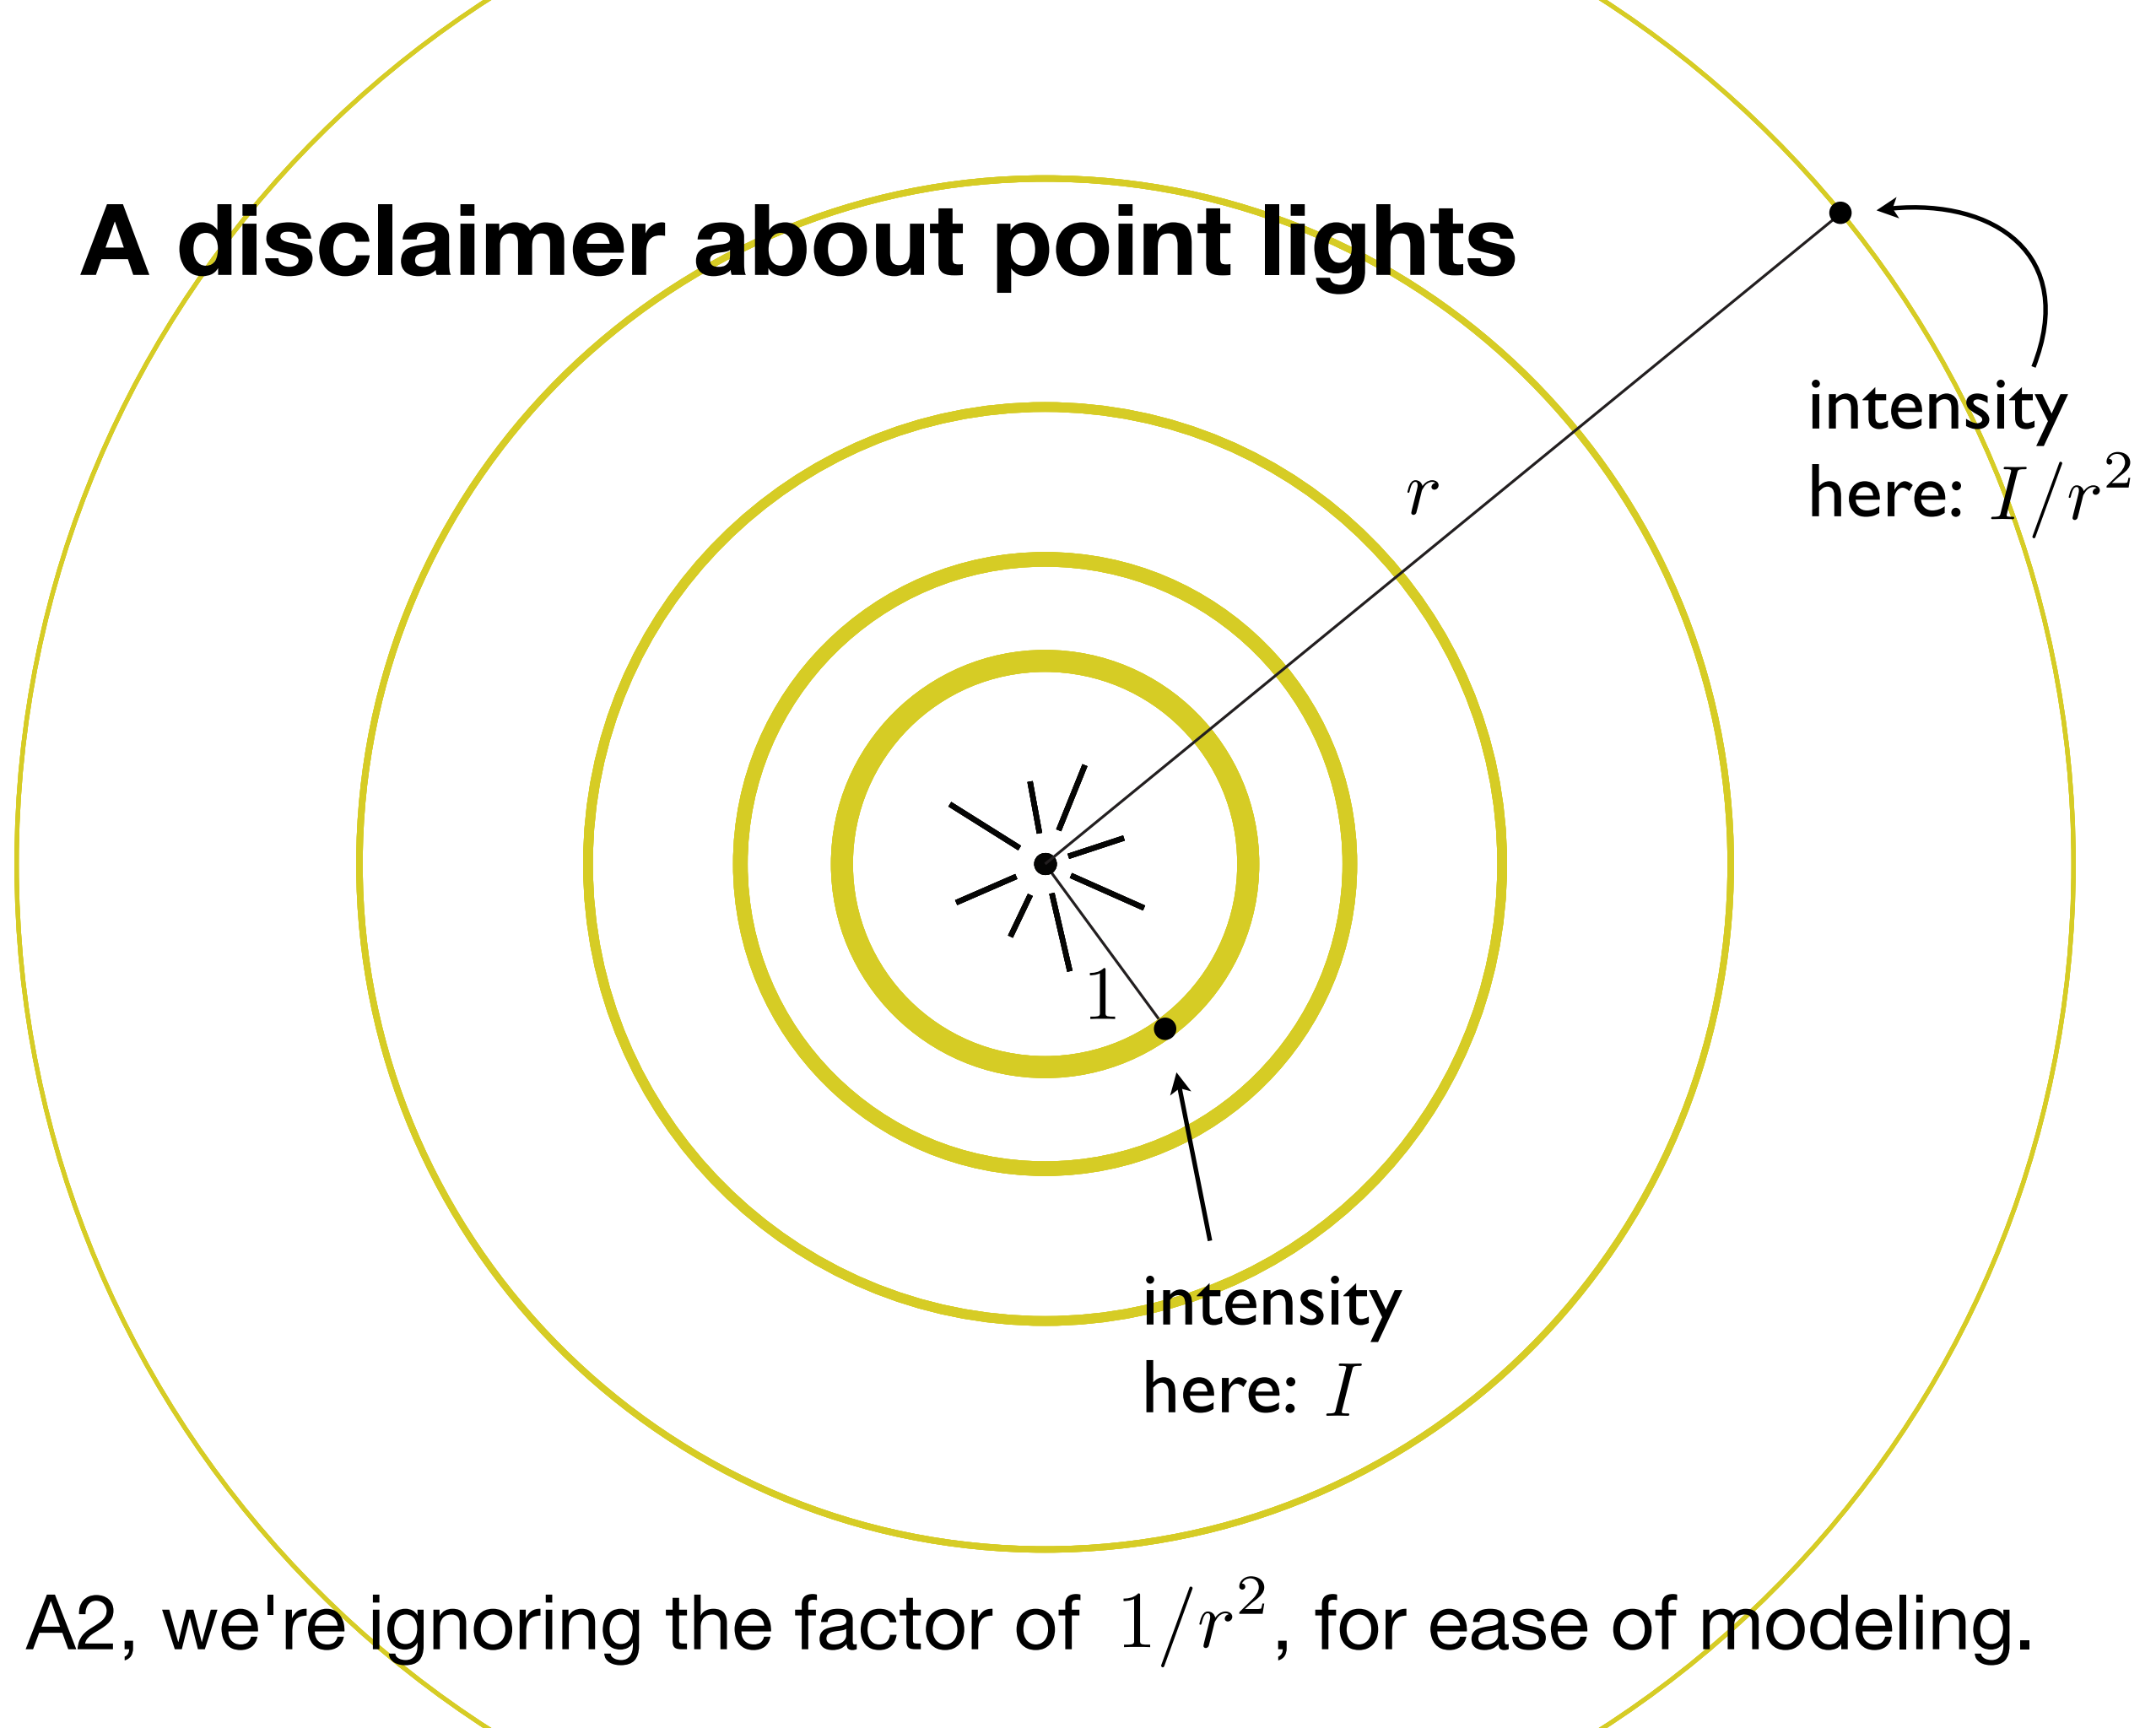 A disclaimer about point lights
intensity
here: I/r²
r
1
intensity
here: I
A2, we're ignoring the factor of 1/r², for ease of modeling.